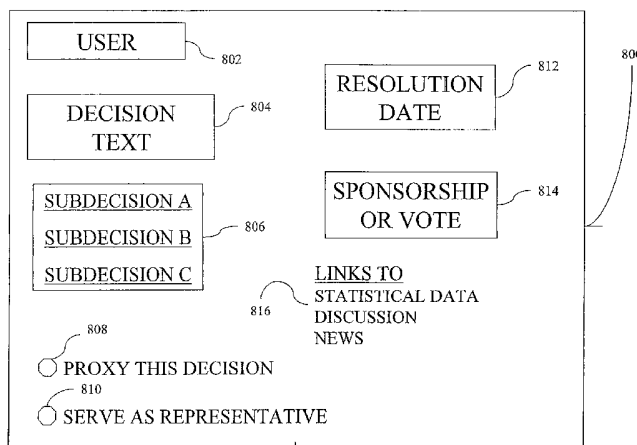 USER
802
812
800
RESOLUTION
DATE
DECISION
TEXT
804
SPONSORSHIP
OR VOTE
814
SUBDECISION A
SUBDECISION B
SUBDECISION C
806
LINKS TO
STATISTICAL DATA
DISCUSSION
NEWS
816
808
PROXY THIS DECISION
810
SERVE AS REPRESENTATIVE